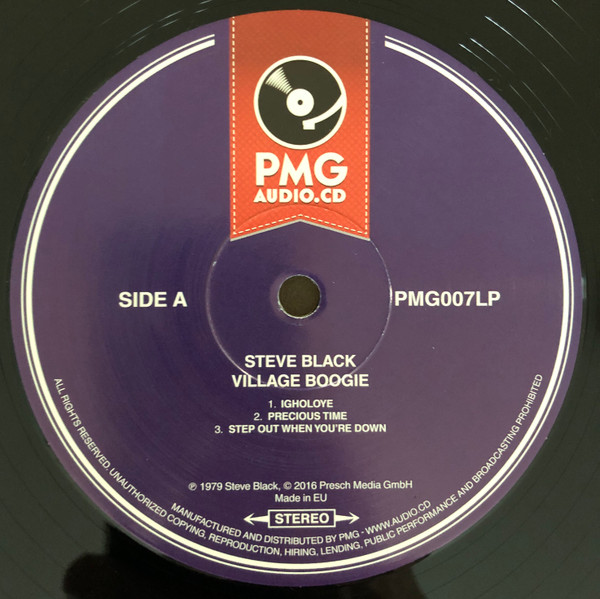 PMG
AUDIO.CD
SIDE A
PMG007LP
STEVE BLACK
VILLAGE BOOGIE
1. IGHOLOYE
2. PRECIOUS TIME
3. STEP OUT WHEN YOU'RE DOWN
℗ 1979 Steve Black, © 2016 Presch Media GmbH
Made in EU
STEREO
MANUFACTURED AND DISTRIBUTED BY PMG - WWW.AUDIO.CD
ALL RIGHTS RESERVED. UNAUTHORIZED COPYING, REPRODUCTION, HIRING, LENDING, PUBLIC PERFORMANCE AND BROADCASTING PROHIBITED